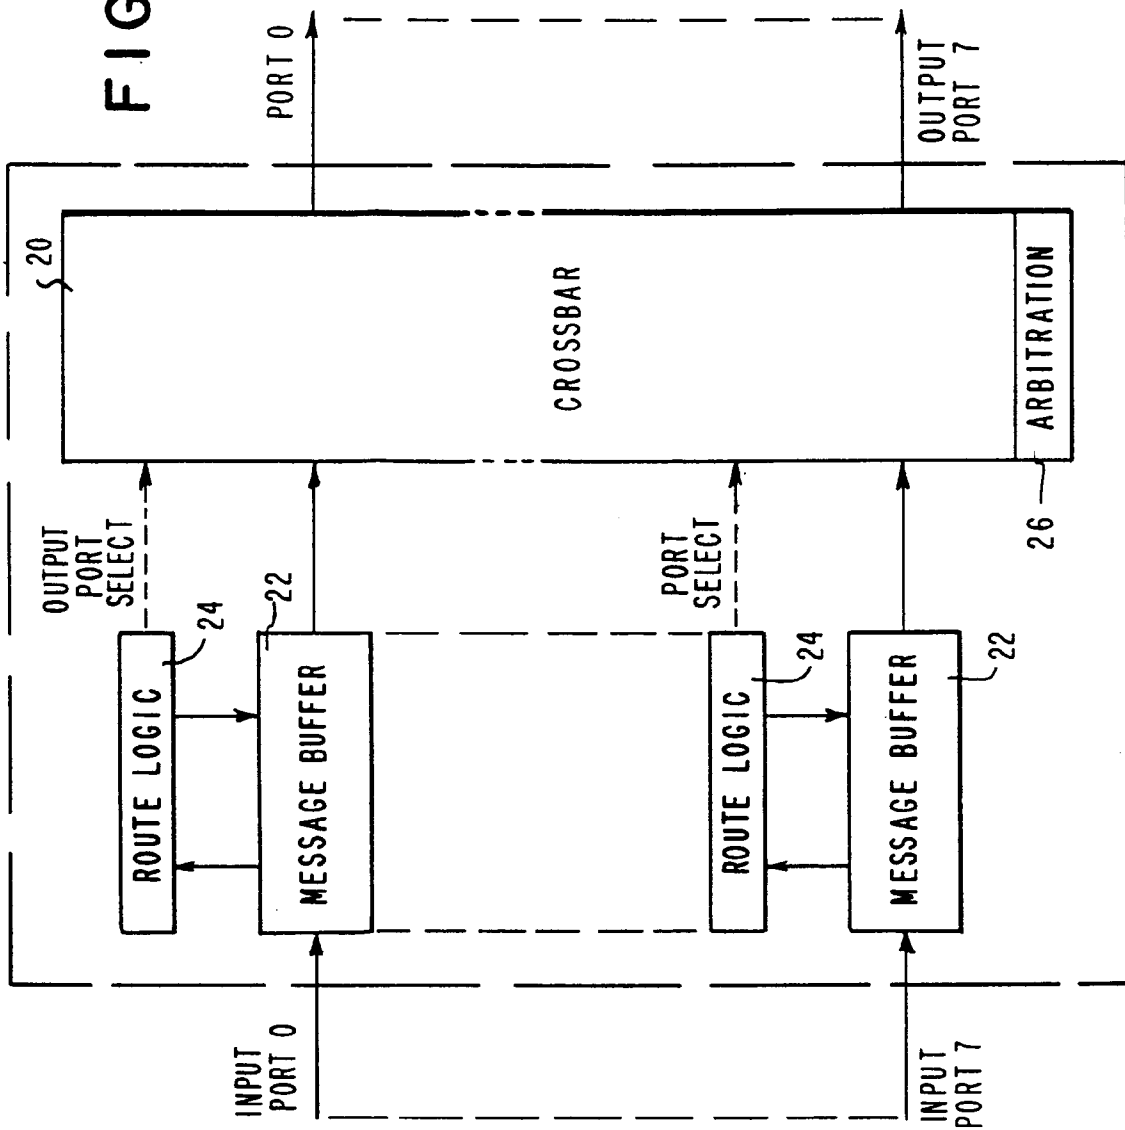 FIG
PORT 0
OUTPUT
PORT 7
20
CROSSBAR
ARBITRATION
26
OUTPUT
PORT
SELECT
24
ROUTE LOGIC
22
MESSAGE BUFFER
PORT
SELECT
24
ROUTE LOGIC
22
MESSAGE BUFFER
INPUT
PORT 0
INPUT
PORT 7